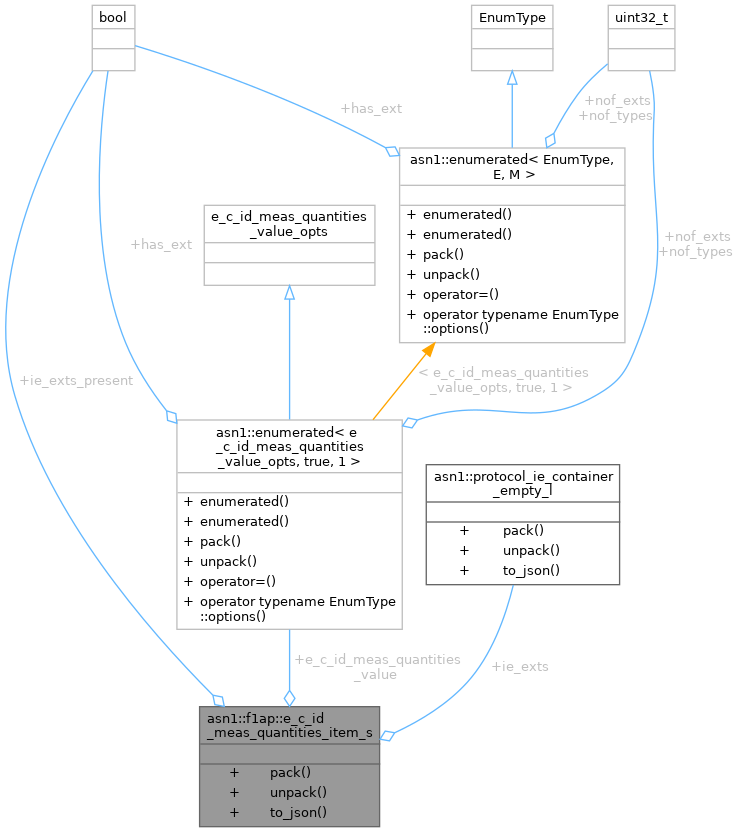 bool
EnumType
uint32_t
+has_ext
+nof_exts
+nof_types
asn1::enumerated< EnumType,
E, M >
+ enumerated()
+ enumerated()
+ pack()
+ unpack()
+ operator=()
+ operator typename EnumType
::options()
e_c_id_meas_quantities
_value_opts
+has_ext
+nof_exts
+nof_types
+ie_exts_present
< e_c_id_meas_quantities
_value_opts, true, 1 >
asn1::enumerated< e
_c_id_meas_quantities
_value_opts, true, 1 >
+ enumerated()
+ enumerated()
+ pack()
+ unpack()
+ operator=()
+ operator typename EnumType
::options()
asn1::protocol_ie_container
_empty_l
+ pack()
+ unpack()
+ to_json()
+e_c_id_meas_quantities
_value
+ie_exts
asn1::f1ap::e_c_id
_meas_quantities_item_s
+ pack()
+ unpack()
+ to_json()